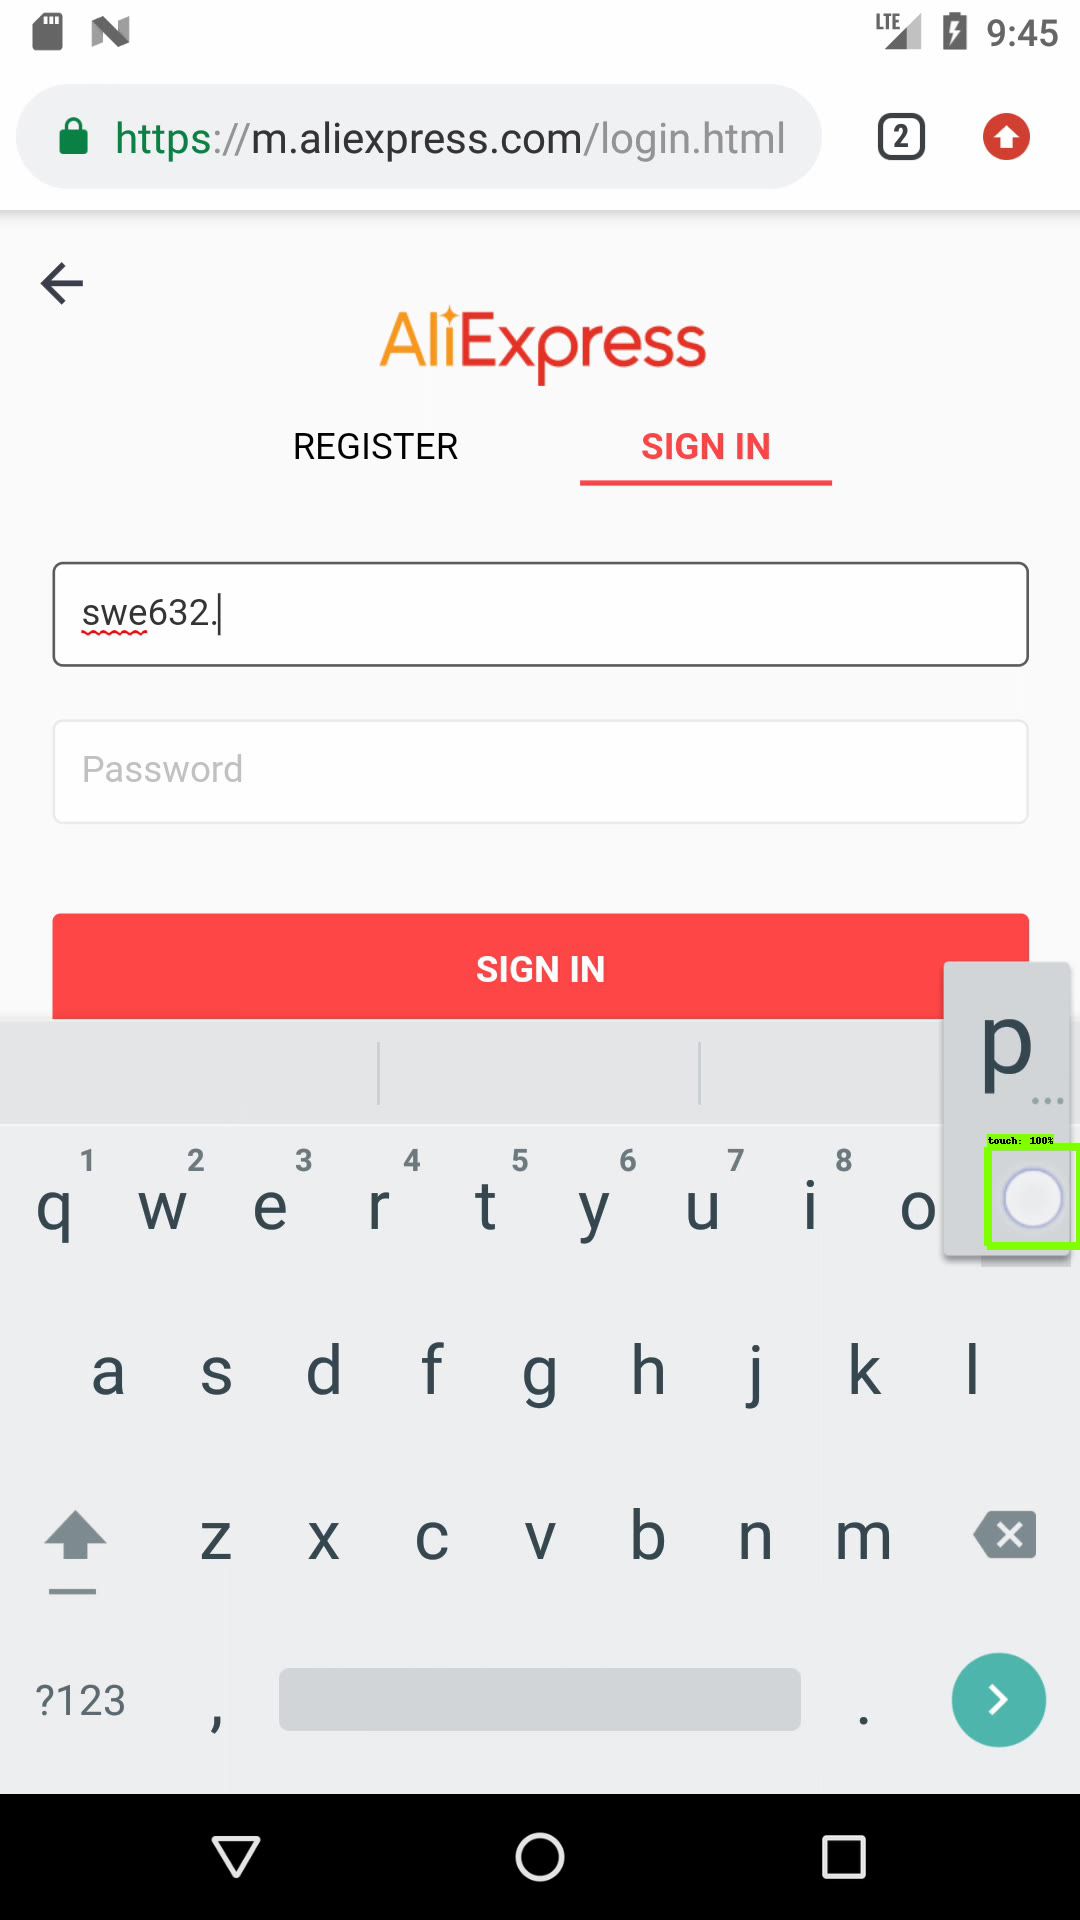 LTE 9:45
https://m.aliexpress.com/login.html 2
AliExpress
REGISTER SIGN IN
swe632.
Password
SIGN IN
p
...
touch: 100%
1 2 3 4 5 6 7 8
q w e r t y u i o
a s d f g h j k l
z x c v b n m
?123 , .